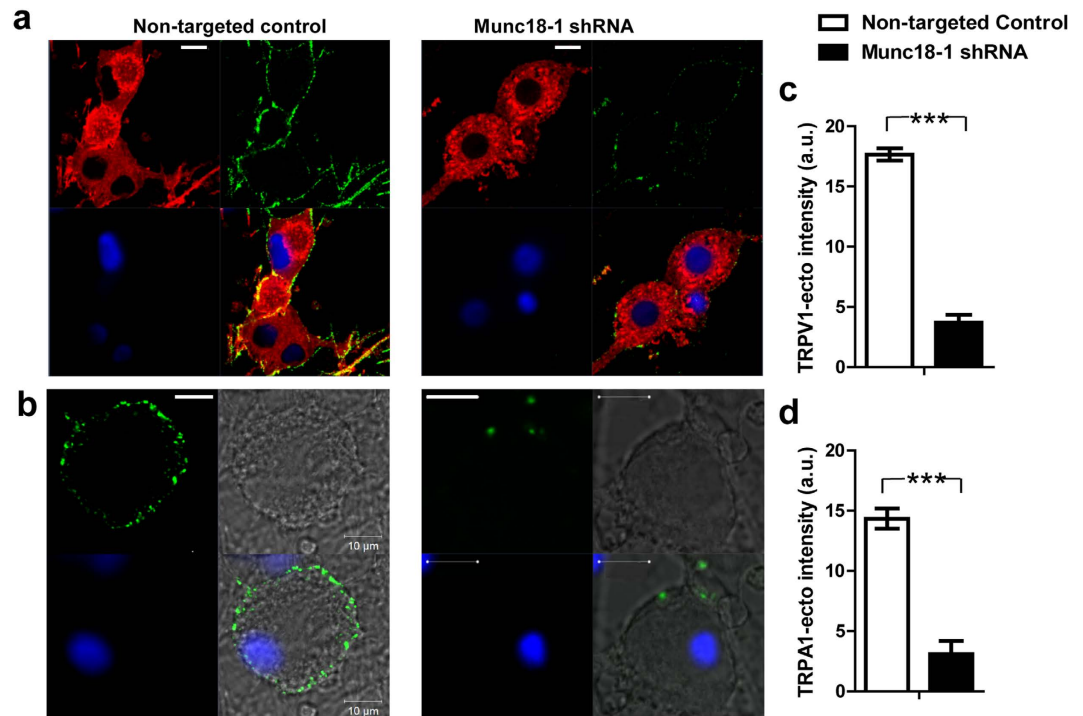 a
Non-targeted control
Munc18-1 shRNA
Non-targeted Control
Munc18-1 shRNA
c
***
20
15
10
5
0
TRPV1-ecto intensity (a.u.)
b
10 µm
10 µm
d
***
20
15
10
5
0
TRPA1-ecto intensity (a.u.)